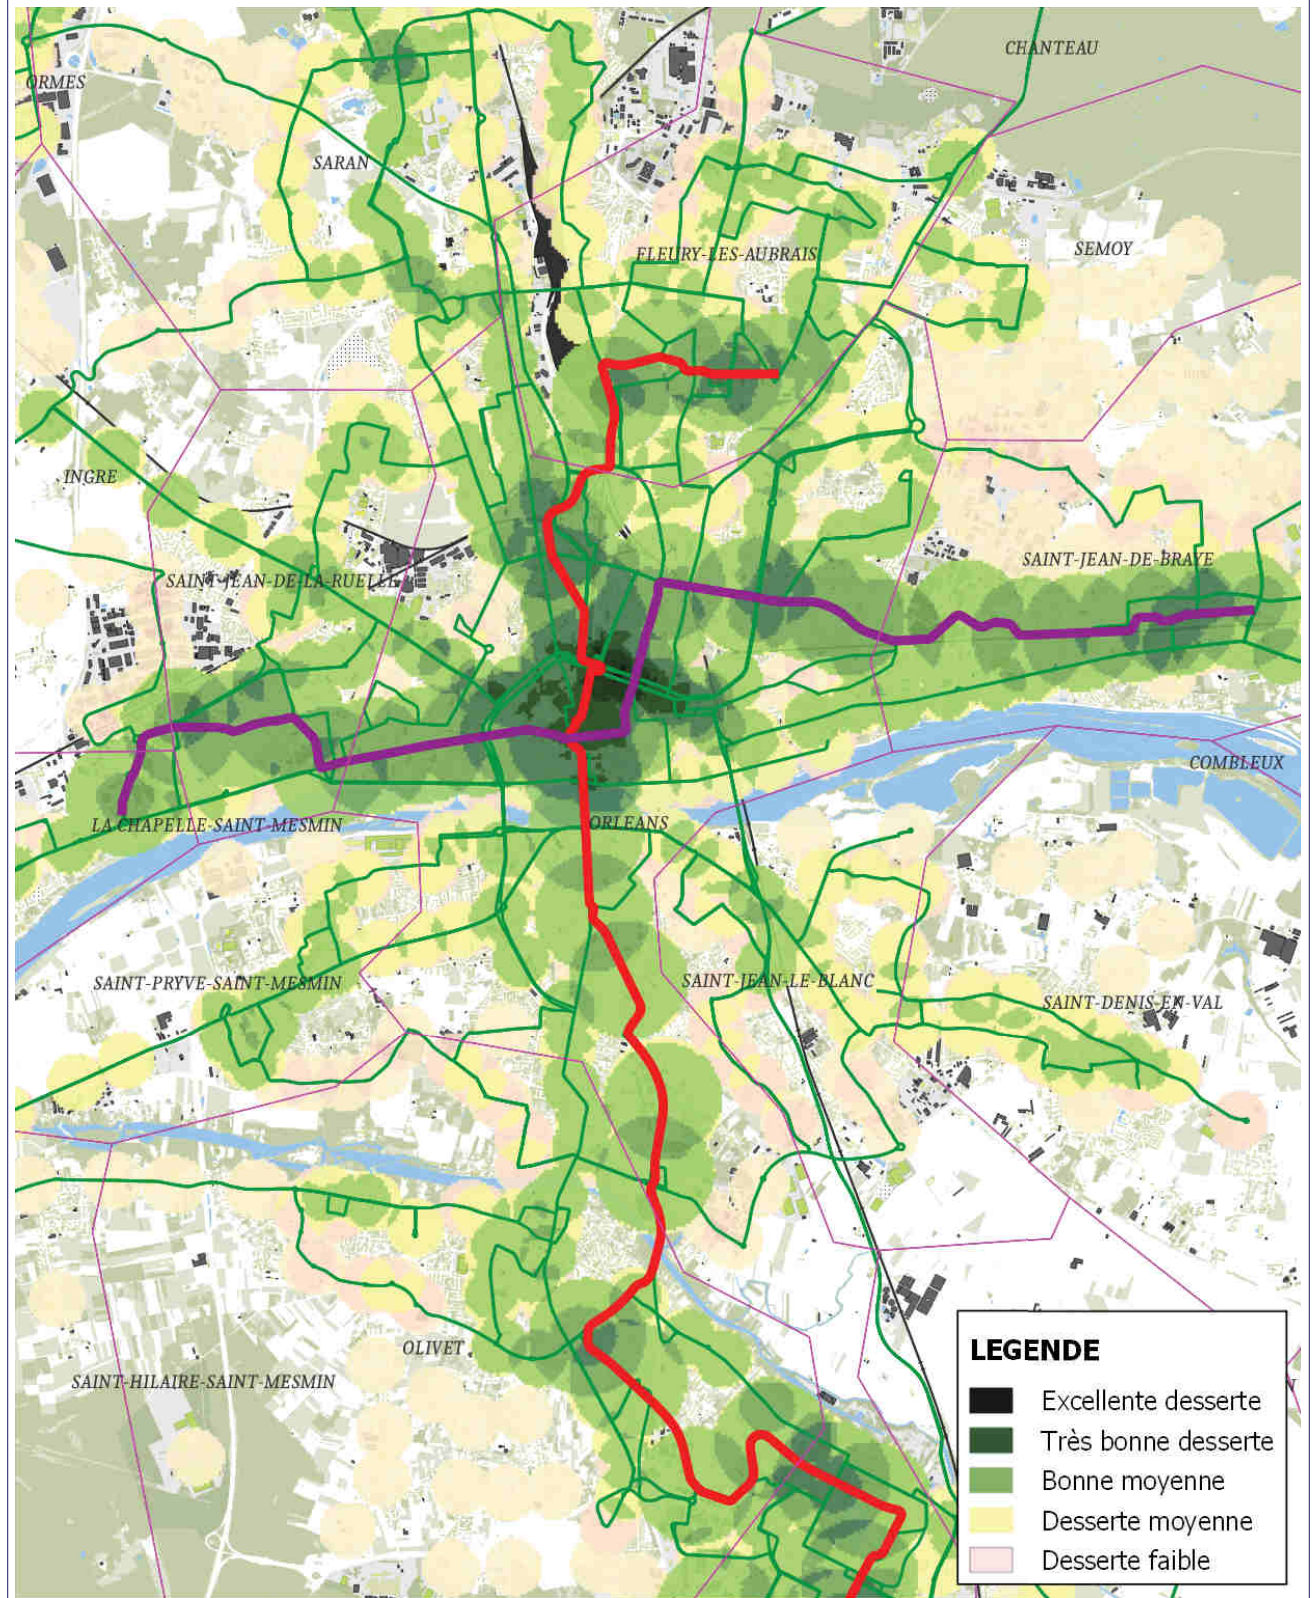 CHANTEAU
ORMES
SARAN
FLEURY-LES-AUBRAIS
SEMOY
INGRE
SAINT-JEAN-DE-BRAYE
SAINT-JEAN-DE-LA-RUELLE
COMBLEUX
LA CHAPELLE-SAINT-MESMIN
ORLEANS
SAINT-PRYVE-SAINT-MESMIN
SAINT-JEAN-LE-BLANC
SAINT-DENIS-EN-VAL
OLIVET
SAINT-HILAIRE-SAINT-MESMIN
LEGENDE
Excellente desserte
Très bonne desserte
Bonne moyenne
Desserte moyenne
Desserte faible